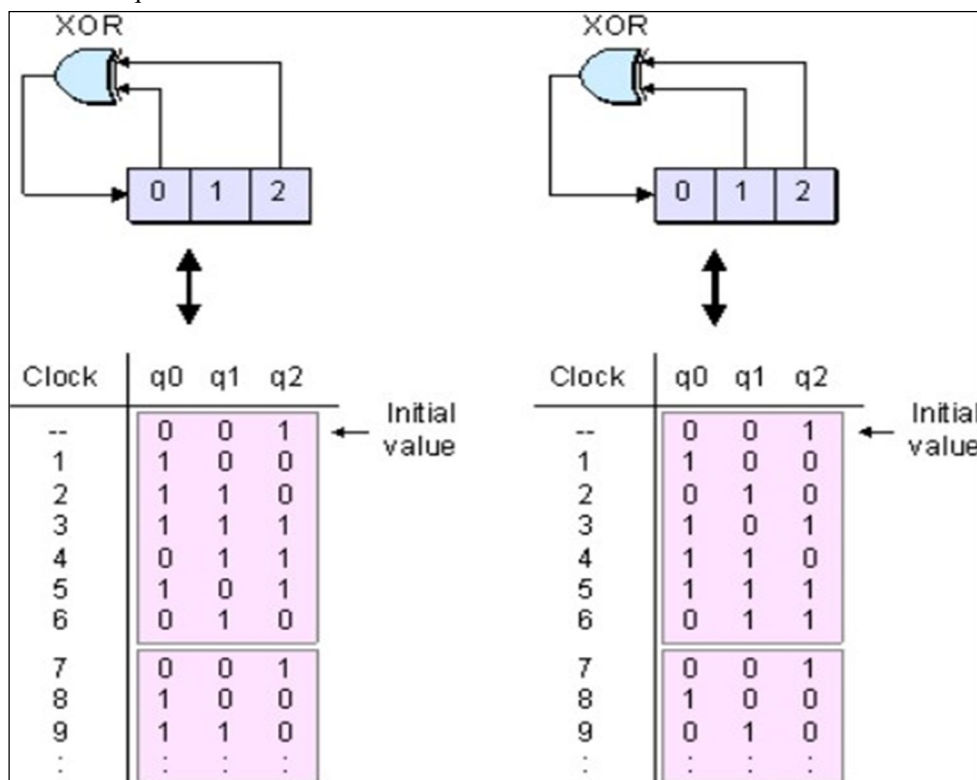 XOR XOR
0 1 2 0 1 2
Clock q0 q1 q2 Clock q0 q1 q2
-- 0 0 1 Initial value -- 0 0 1 Initial value
1 1 0 0 1 1 0 0
2 1 1 0 2 0 1 0
3 1 1 1 3 1 0 1
4 0 1 1 4 1 1 0
5 1 0 1 5 1 1 1
6 0 1 0 6 0 1 1
7 0 0 1 7 0 0 1
8 1 0 0 8 1 0 0
9 1 1 0 9 0 1 0
: : : : : : : :